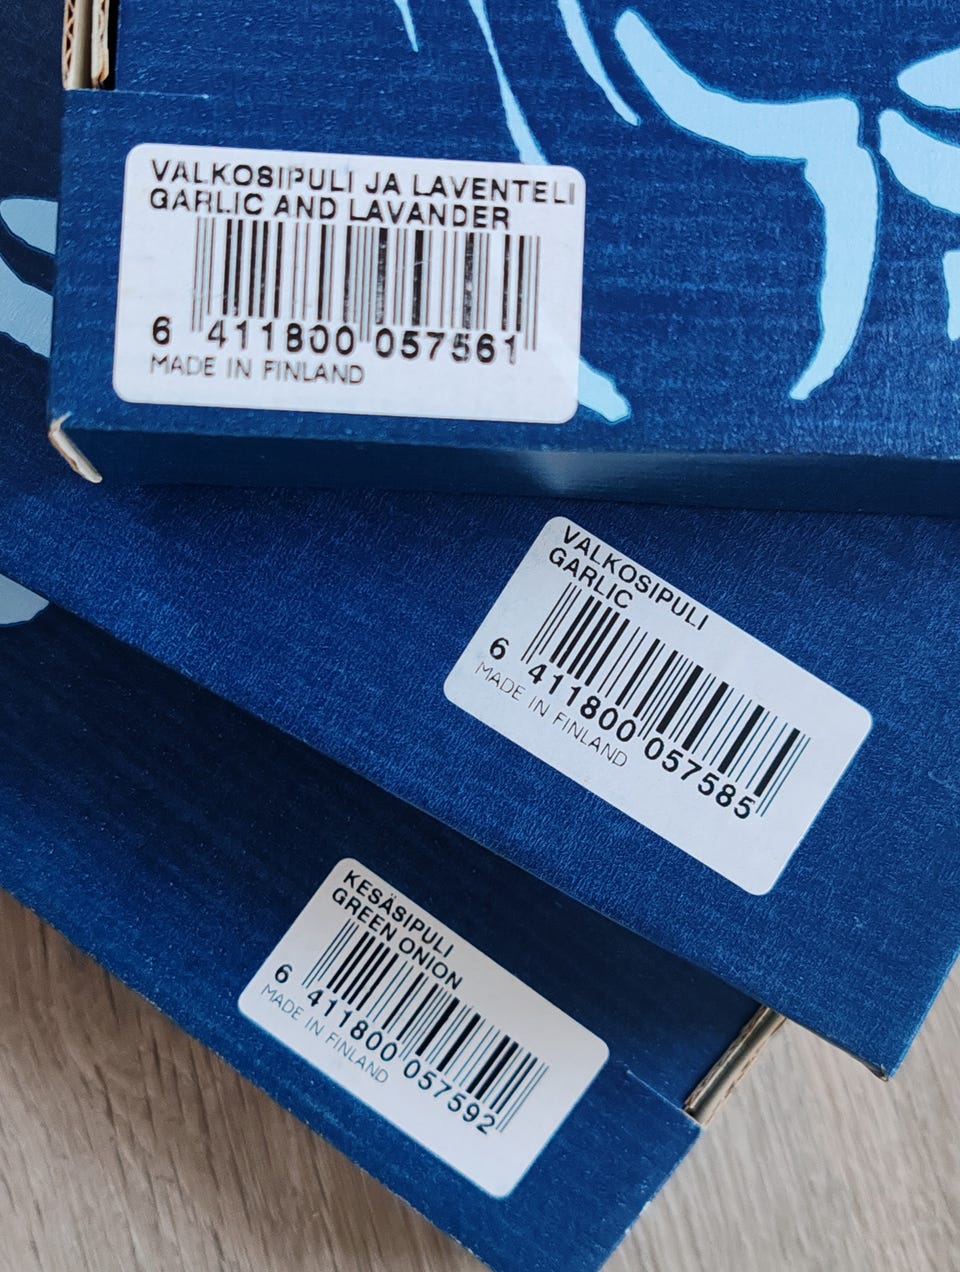 VALKOSIPULI JA LAVENTELI
GARLIC AND LAVANDER
6 411800 057561
MADE IN FINLAND
VALKOSIPULI
GARLIC
6 411800 057585
MADE IN FINLAND
KESÄSIPULI
GREEN ONION
6 411800 057592
MADE IN FINLAND